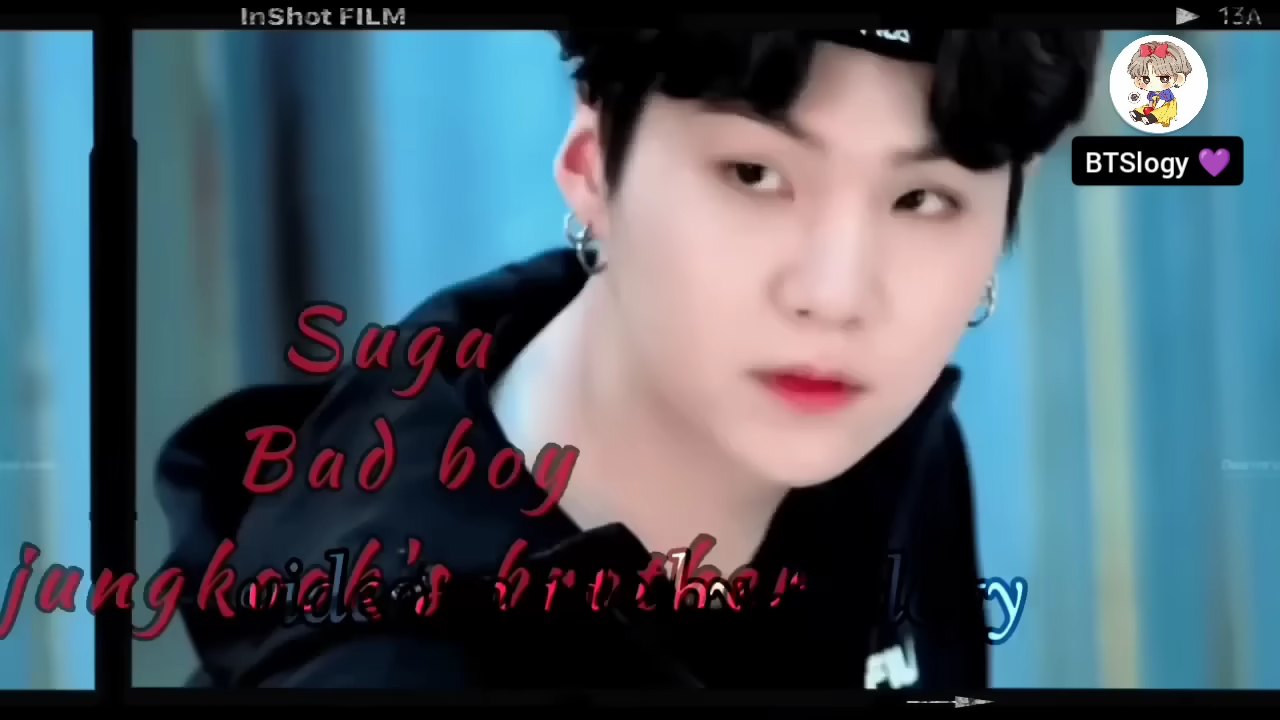 InShot FILM
13A
BTSlogy 💜
Suga
Bad boy
jungkook's brother